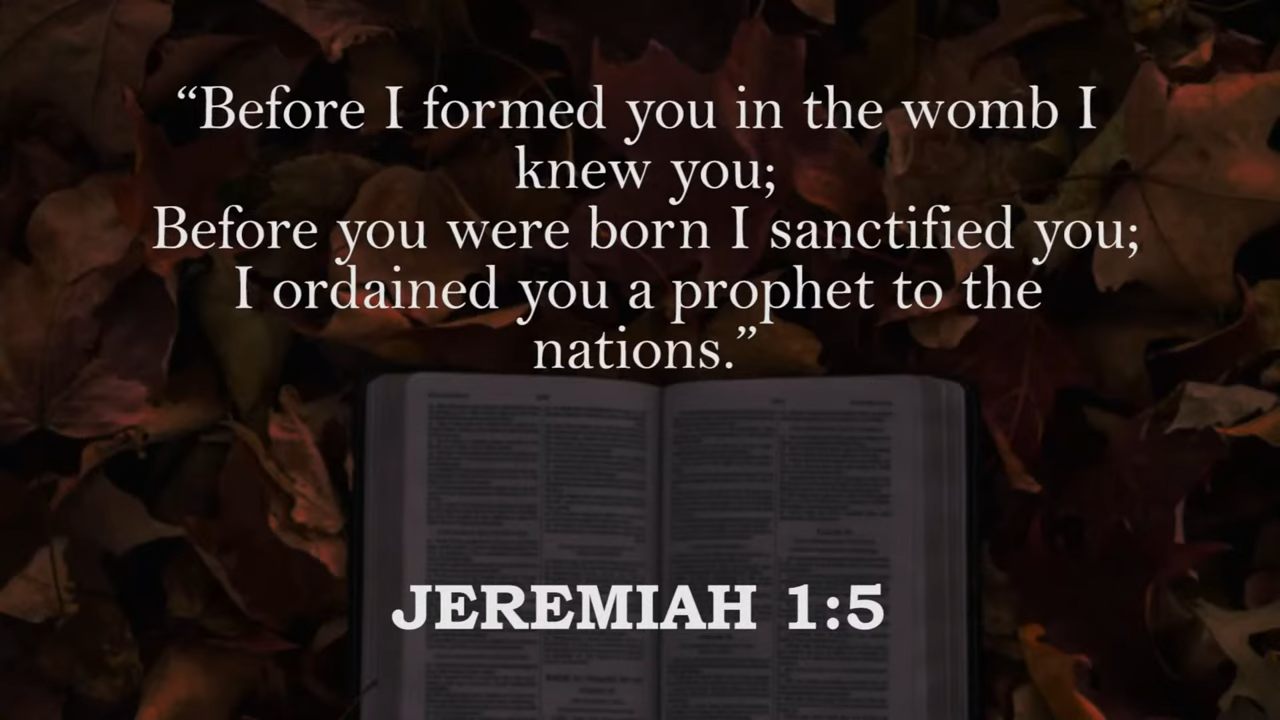 “Before I formed you in the womb I
knew you;
Before you were born I sanctified you;
I ordained you a prophet to the
nations.”
JEREMIAH 1:5